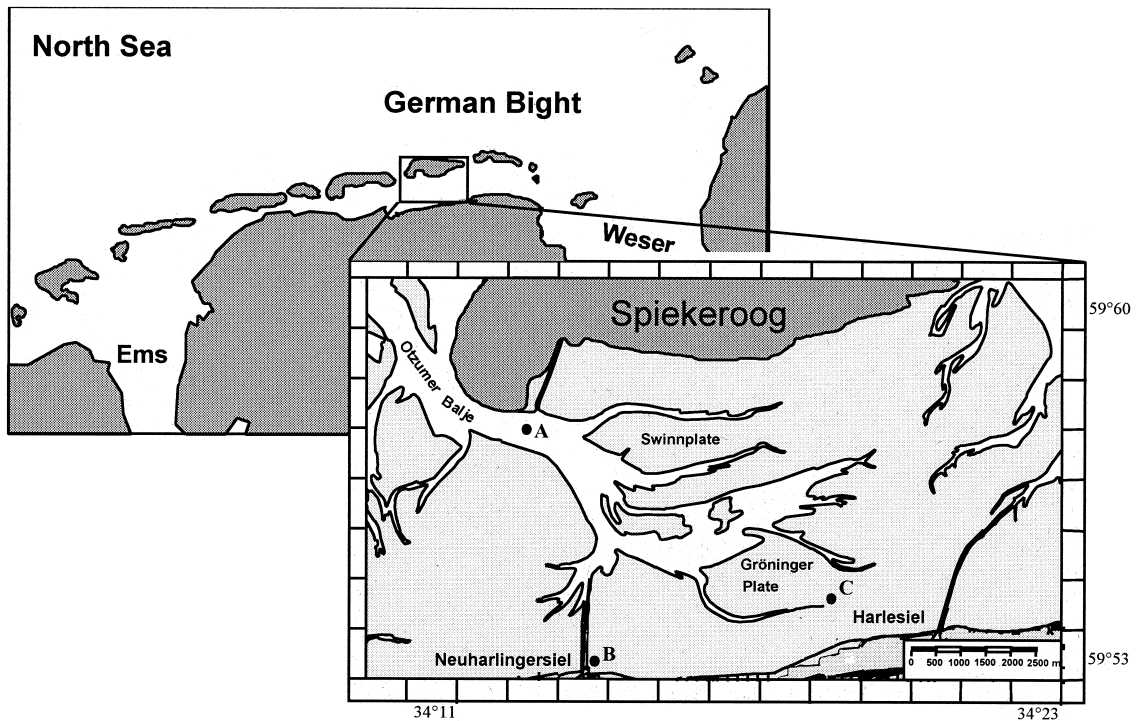 North Sea
German Bight
Weser
Ems
Spiekeroog
59°60
Otzumer Balje
A
Swinnplate
Gröninger
Plate
C
Harlesiel
B
Neuharlingersiel
0 500 1000 1500 2000 2500 m
59°53
34°11
34°23